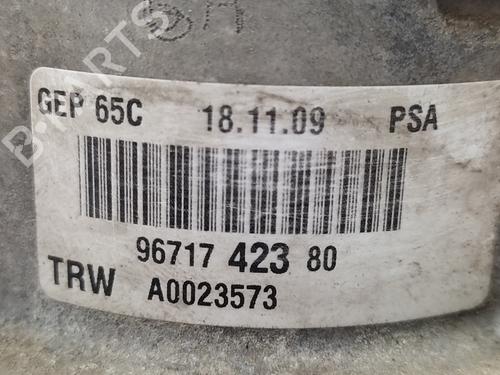 GEP 65C 18.11.09 PSA
96717 423 80
TRW A0023573